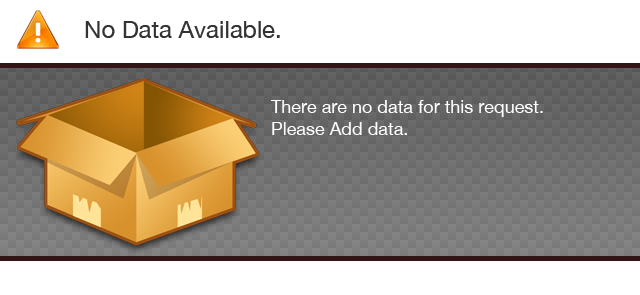 No Data Available.
There are no data for this request.
Please Add data.